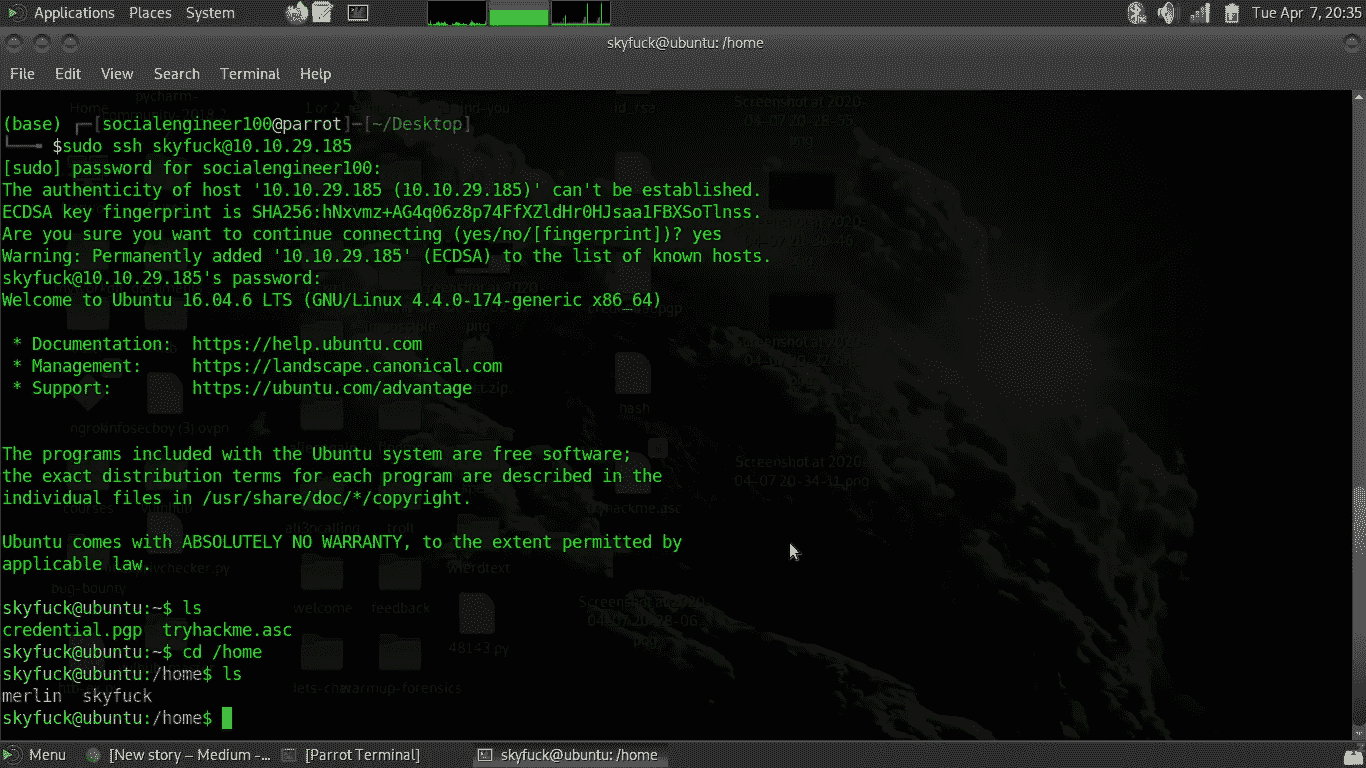 Applications Places System
Tue Apr 7, 20:35
skyfuck@ubuntu: /home
File Edit View Search Terminal Help
(base) ┌─[socialengineer100@parrot]─[~/Desktop]
└──╼ $sudo ssh skyfuck@10.10.29.185
[sudo] password for socialengineer100:
The authenticity of host '10.10.29.185 (10.10.29.185)' can't be established.
ECDSA key fingerprint is SHA256:hNxvmz+AG4q06z8p74FfXZldHr0HJsaa1FBXSoTlnss.
Are you sure you want to continue connecting (yes/no/[fingerprint])? yes
Warning: Permanently added '10.10.29.185' (ECDSA) to the list of known hosts.
skyfuck@10.10.29.185's password:
Welcome to Ubuntu 16.04.6 LTS (GNU/Linux 4.4.0-174-generic x86_64)
* Documentation: https://help.ubuntu.com
* Management: https://landscape.canonical.com
* Support: https://ubuntu.com/advantage
The programs included with the Ubuntu system are free software;
the exact distribution terms for each program are described in the
individual files in /usr/share/doc/*/copyright.
Ubuntu comes with ABSOLUTELY NO WARRANTY, to the extent permitted by
applicable law.
skyfuck@ubuntu:~$ ls
credential.pgp tryhackme.asc
skyfuck@ubuntu:~$ cd /home
skyfuck@ubuntu:/home$ ls
merlin skyfuck
skyfuck@ubuntu:/home$
Menu [New story – Medium -... [Parrot Terminal] skyfuck@ubuntu: /home